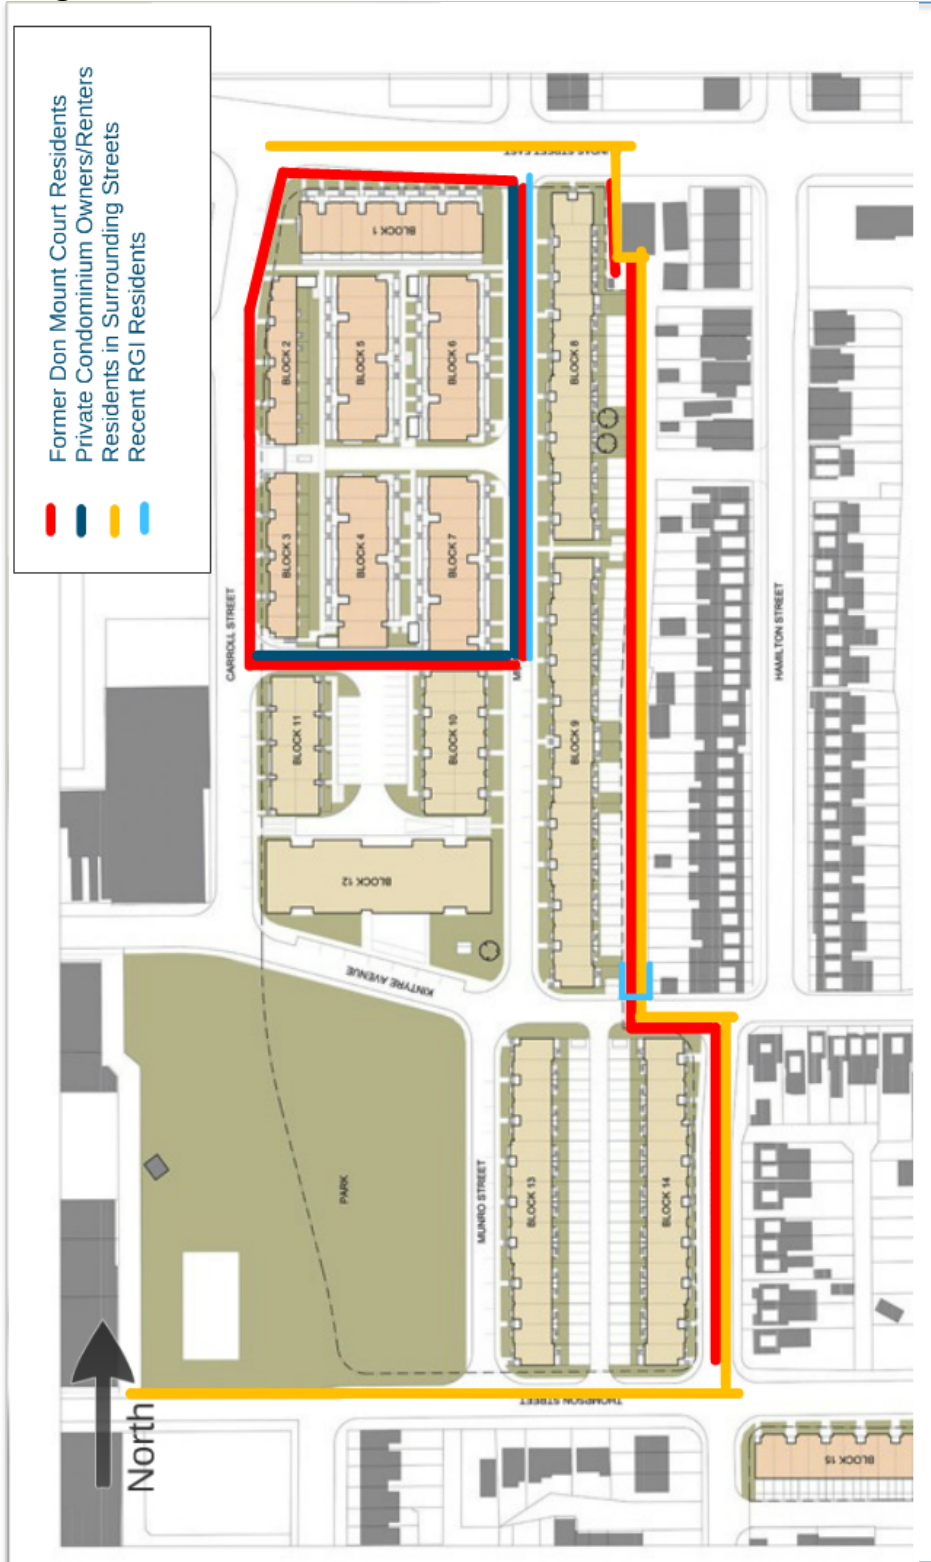 Former Don Mount Court Residents
Private Condominium Owners/Renters
Residents in Surrounding Streets
Recent RGI Residents
STREET EAST
BLOCK 1
BLOCK 2
BLOCK 5
BLOCK 6
BLOCK 8
BLOCK 3
BLOCK 4
BLOCK 7
CARROLL STREET
HAMILTON STREET
BLOCK 11
BLOCK 10
BLOCK 9
BLOCK 12
KINTYRE AVENUE
PARK
MUNRO STREET
BLOCK 13
BLOCK 14
THOMPSON STREET
North
BLOCK 15